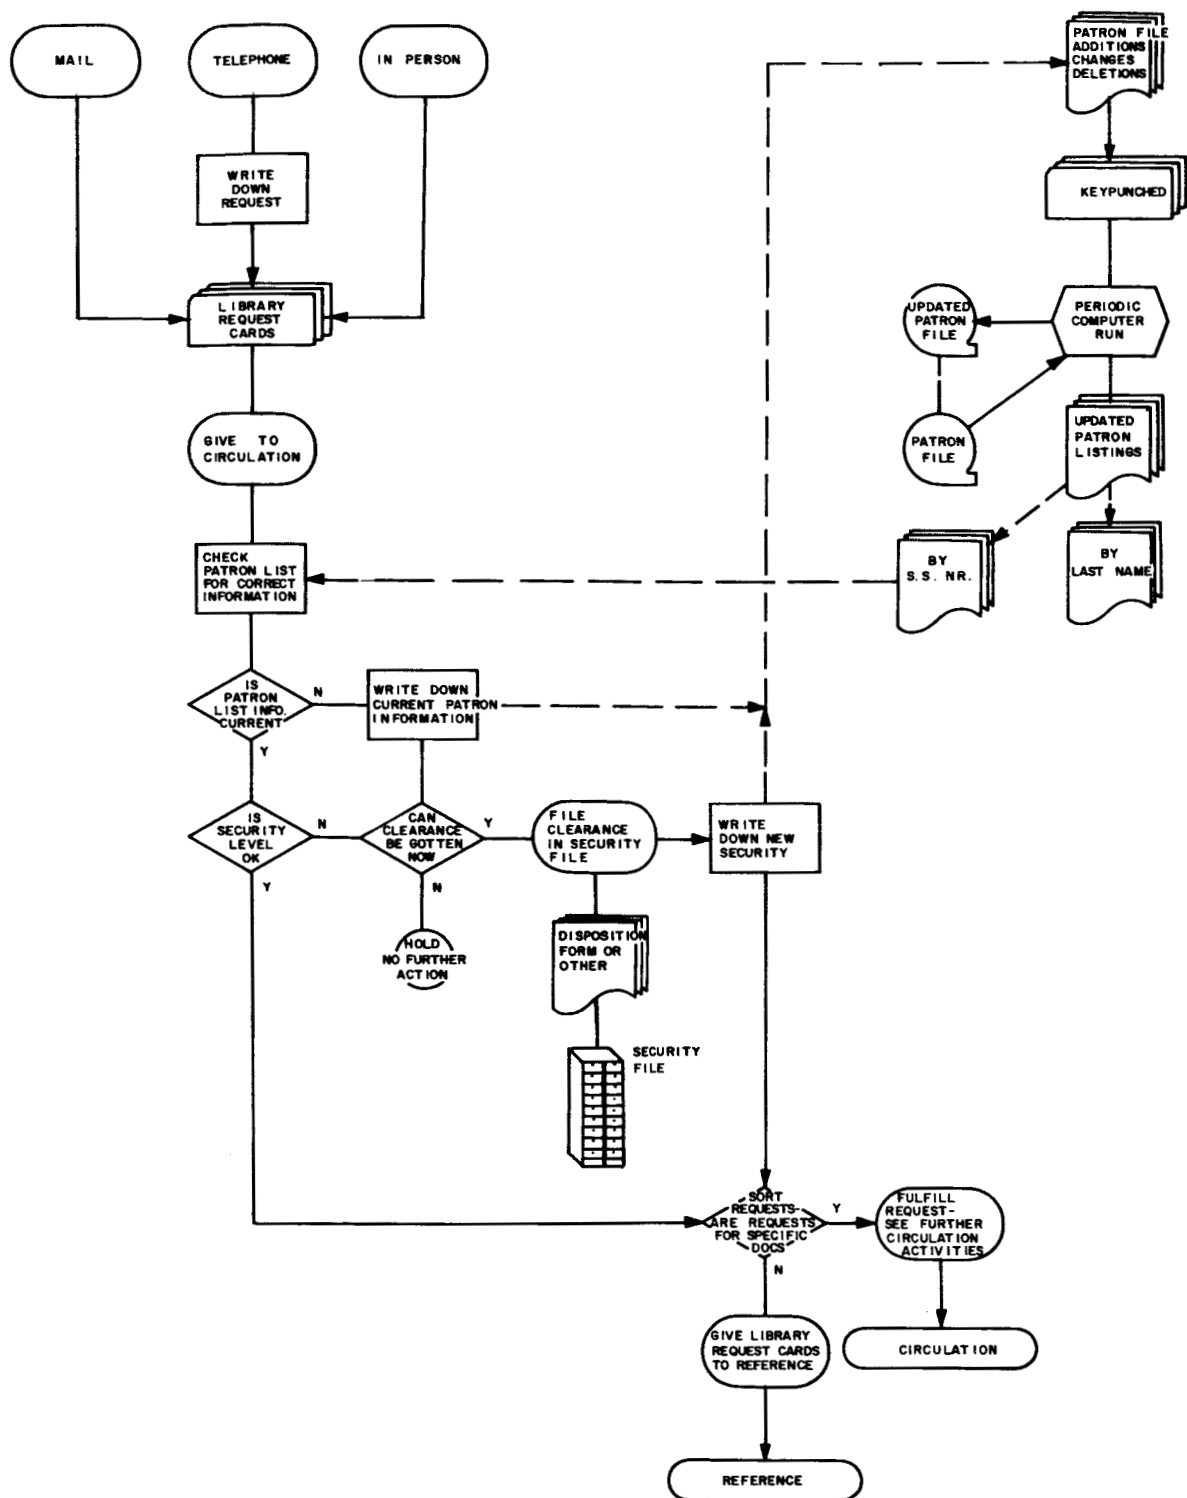 MAIL
TELEPHONE
IN PERSON
PATRON FILE
ADDITIONS
CHANGES
DELETIONS
WRITE
DOWN
REQUEST
KEYPUNCHED
LIBRARY
REQUEST
CARDS
UPDATED
PATRON
FILE
PERIODIC
COMPUTER
RUN
GIVE TO
CIRCULATION
PATRON
FILE
UPDATED
PATRON
LISTINGS
CHECK
PATRON LIST
FOR CORRECT
INFORMATION
BY
S.S. NR.
BY
LAST NAME
IS
PATRON
LIST INFO.
CURRENT
N
Y
WRITE DOWN
CURRENT PATRON
INFORMATION
IS
SECURITY
LEVEL
OK
N
Y
CAN
CLEARANCE
BE GOTTEN
NOW
Y
N
FILE
CLEARANCE
IN SECURITY
FILE
WRITE
DOWN NEW
SECURITY
HOLD
NO FURTHER
ACTION
DISPOSITION
FORM OR
OTHER
SECURITY
FILE
SORT
REQUESTS-
ARE REQUESTS
FOR SPECIFIC
DOCS
Y
N
FULFILL
REQUEST-
SEE FURTHER
CIRCULATION
ACTIVITIES
GIVE LIBRARY
REQUEST CARDS
TO REFERENCE
CIRCULATION
REFERENCE